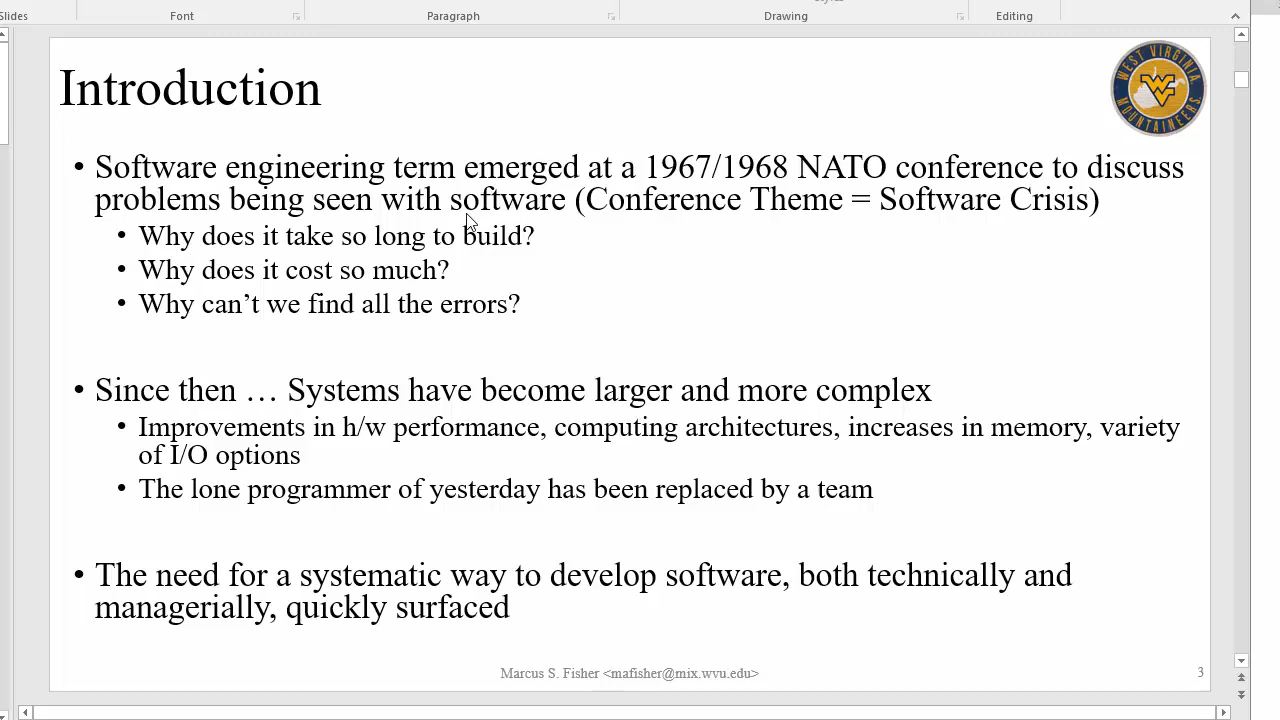 Slides
Font
Paragraph
Drawing
Editing
Introduction
WEST VIRGINIA
MOUNTAINEERS
• Software engineering term emerged at a 1967/1968 NATO conference to discuss
problems being seen with software (Conference Theme = Software Crisis)
• Why does it take so long to build?
• Why does it cost so much?
• Why can’t we find all the errors?
• Since then … Systems have become larger and more complex
• Improvements in h/w performance, computing architectures, increases in memory, variety
of I/O options
• The lone programmer of yesterday has been replaced by a team
• The need for a systematic way to develop software, both technically and
managerially, quickly surfaced
Marcus S. Fisher <mafisher@mix.wvu.edu>
3